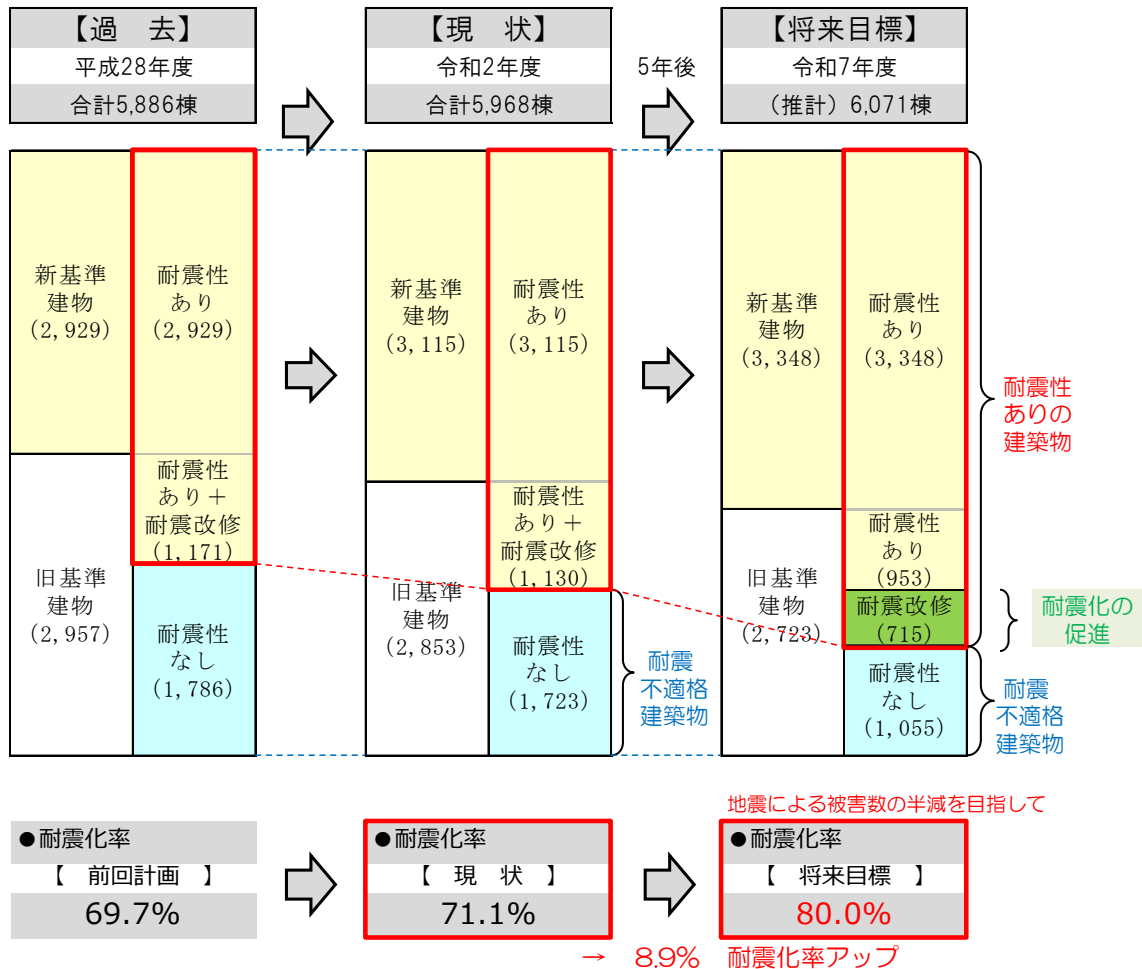 【過　去】
平成28年度
合計5,886棟
【現　状】
令和2年度
合計5,968棟
5年後
【将来目標】
令和7年度
（推計）6,071棟
新基準
建物
(2,929)
耐震性
あり
(2,929)
耐震性
あり＋
耐震改修
(1,171)
旧基準
建物
(2,957)
耐震性
なし
(1,786)
新基準
建物
(3,115)
耐震性
あり
(3,115)
耐震性
あり＋
耐震改修
(1,130)
旧基準
建物
(2,853)
耐震性
なし
(1,723)
耐震
不適格
建築物
新基準
建物
(3,348)
耐震性
あり
(3,348)
耐震性
あり
(953)
耐震改修
(715)
旧基準
建物
(2,723)
耐震性
なし
(1,055)
耐震性
ありの
建築物
耐震化の
促進
耐震
不適格
建築物
地震による被害数の半減を目指して
●耐震化率
【　前回計画　】
69.7%
●耐震化率
【　現　状　】
71.1%
●耐震化率
【　将来目標　】
80.0%
→　8.9%　耐震化率アップ